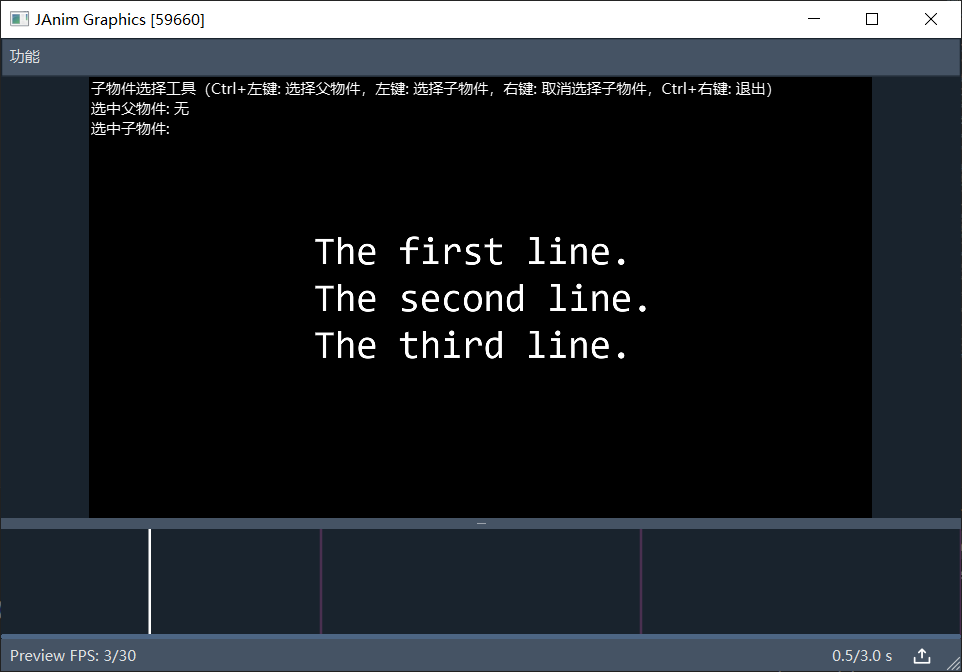 JAnim Graphics [59660]
功能
子物件选择工具（Ctrl+左键: 选择父物件，左键: 选择子物件，右键: 取消选择子物件，Ctrl+右键: 退出）
选中父物件: 无
选中子物件:
The first line.
The second line.
The third line.
Preview FPS: 3/30
0.5/3.0 s